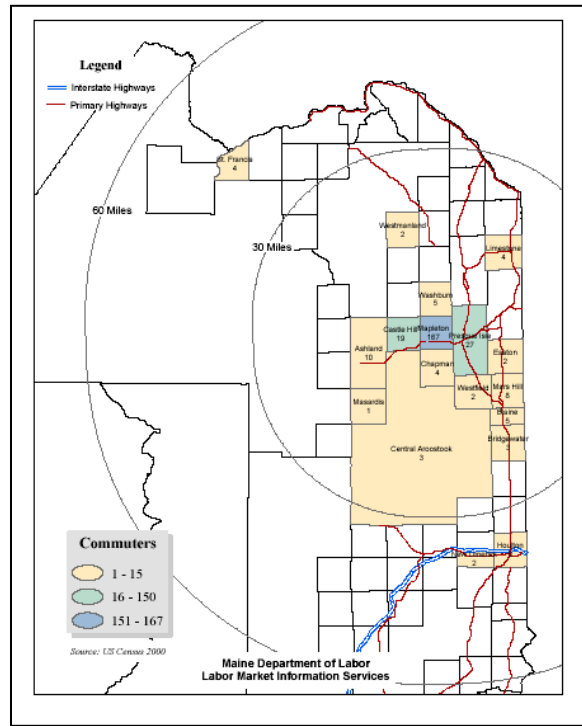 Legend
Interstate Highways
Primary Highways
St. Francis
4
60 Miles
30 Miles
Westmanland
2
Limestone
4
Washburn
5
Castle Hill
19
Mapleton
167
Presque Isle
27
Ashland
10
Chapman
4
Easton
2
Westfield
2
Mars Hill
8
Masardis
1
Blaine
5
Bridgewater
Central Aroostook
3
Houlton
2
Commuters
1 - 15
16 - 150
151 - 167
Source: US Census 2000
Maine Department of Labor
Labor Market Information Services